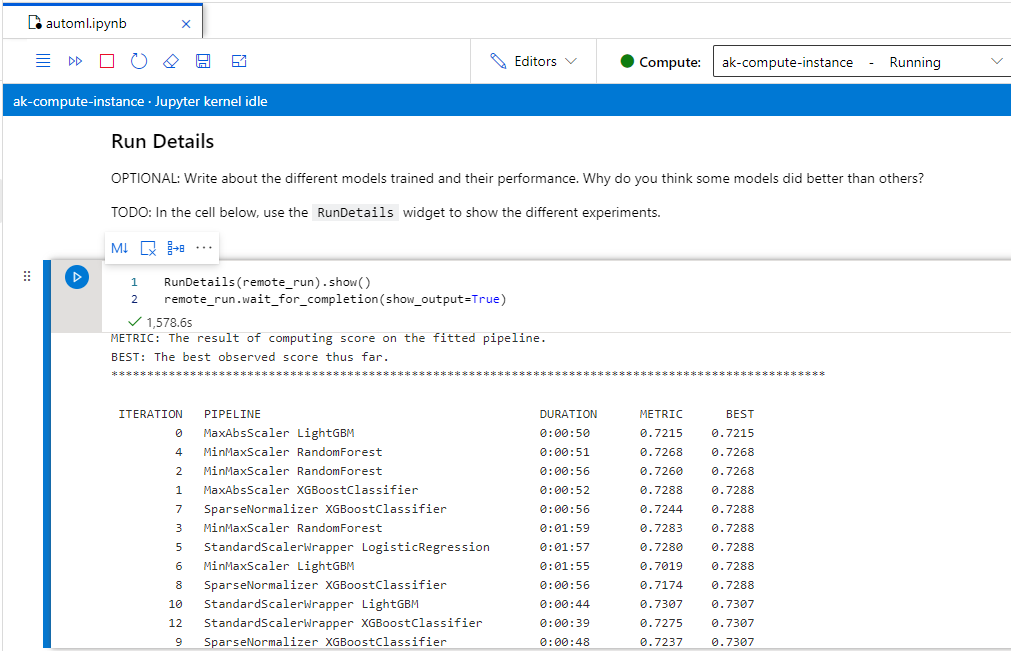 automl.ipynb
Editors Compute: ak-compute-instance - Running
ak-compute-instance · Jupyter kernel idle
Run Details
OPTIONAL: Write about the different models trained and their performance. Why do you think some models did better than others?
TODO: In the cell below, use the RunDetails widget to show the different experiments.
M↓ ···
1 RunDetails(remote_run).show()
2 remote_run.wait_for_completion(show_output=True)
1,578.6s
METRIC: The result of computing score on the fitted pipeline.
BEST: The best observed score thus far.
****************************************************************************************************
ITERATION PIPELINE DURATION METRIC BEST
0 MaxAbsScaler LightGBM 0:00:50 0.7215 0.7215
4 MinMaxScaler RandomForest 0:00:51 0.7268 0.7268
2 MinMaxScaler RandomForest 0:00:56 0.7260 0.7268
1 MaxAbsScaler XGBoostClassifier 0:00:52 0.7288 0.7288
7 SparseNormalizer XGBoostClassifier 0:00:56 0.7244 0.7288
3 MinMaxScaler RandomForest 0:01:59 0.7283 0.7288
5 StandardScalerWrapper LogisticRegression 0:01:57 0.7280 0.7288
6 MinMaxScaler LightGBM 0:01:55 0.7019 0.7288
8 SparseNormalizer XGBoostClassifier 0:00:56 0.7174 0.7288
10 StandardScalerWrapper LightGBM 0:00:44 0.7307 0.7307
12 StandardScalerWrapper XGBoostClassifier 0:00:39 0.7275 0.7307
9 SparseNormalizer XGBoostClassifier 0:00:48 0.7237 0.7307